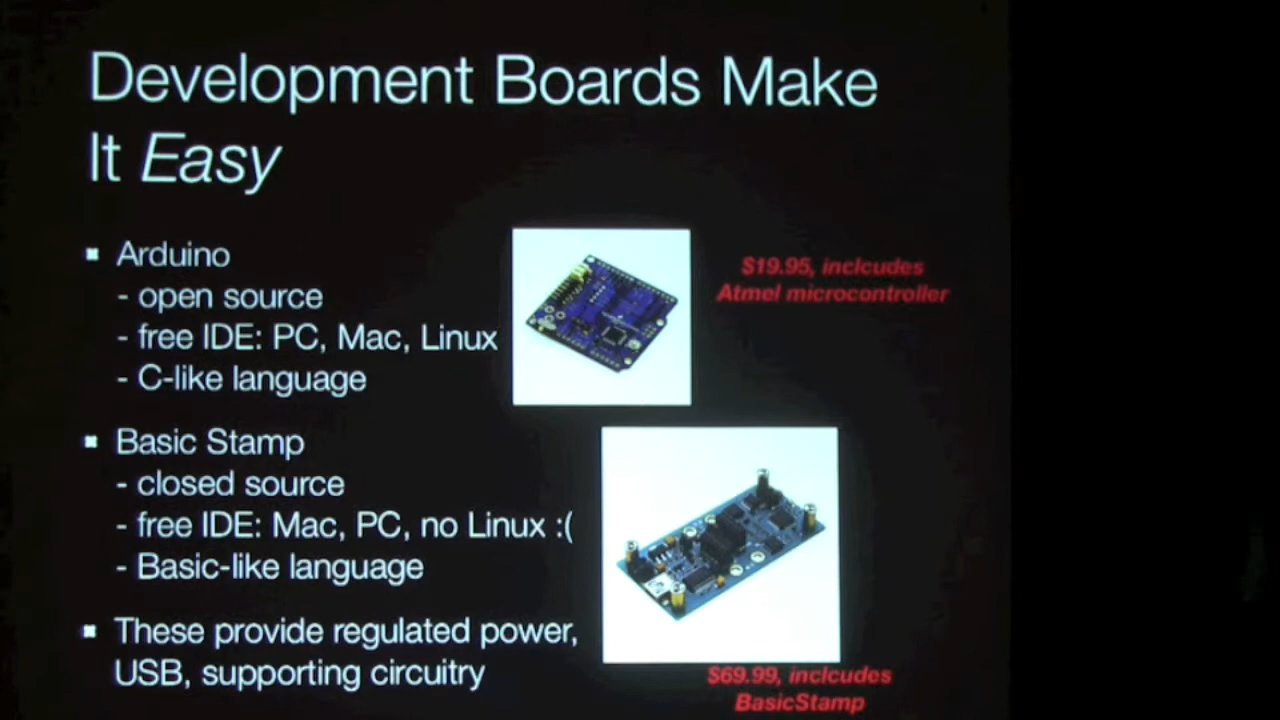 Development Boards Make
It Easy
Arduino
- open source
- free IDE: PC, Mac, Linux
- C-like language
$19.95, inclcudes
Atmel microcontroller
Basic Stamp
- closed source
- free IDE: Mac, PC, no Linux :(
- Basic-like language
These provide regulated power,
USB, supporting circuitry
$69.99, inclcudes
BasicStamp